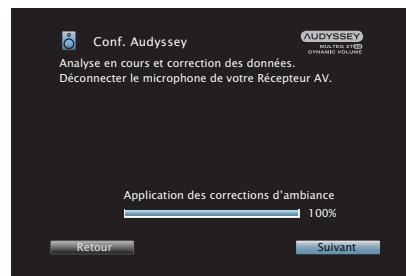 Conf. Audyssey
AUDYSSEY
MULTEQ XT32
DYNAMIC VOLUME
Analyse en cours et correction des données.
Déconnecter le microphone de votre Récepteur AV.
Application des corrections d'ambiance
100%
Retour
Suivant